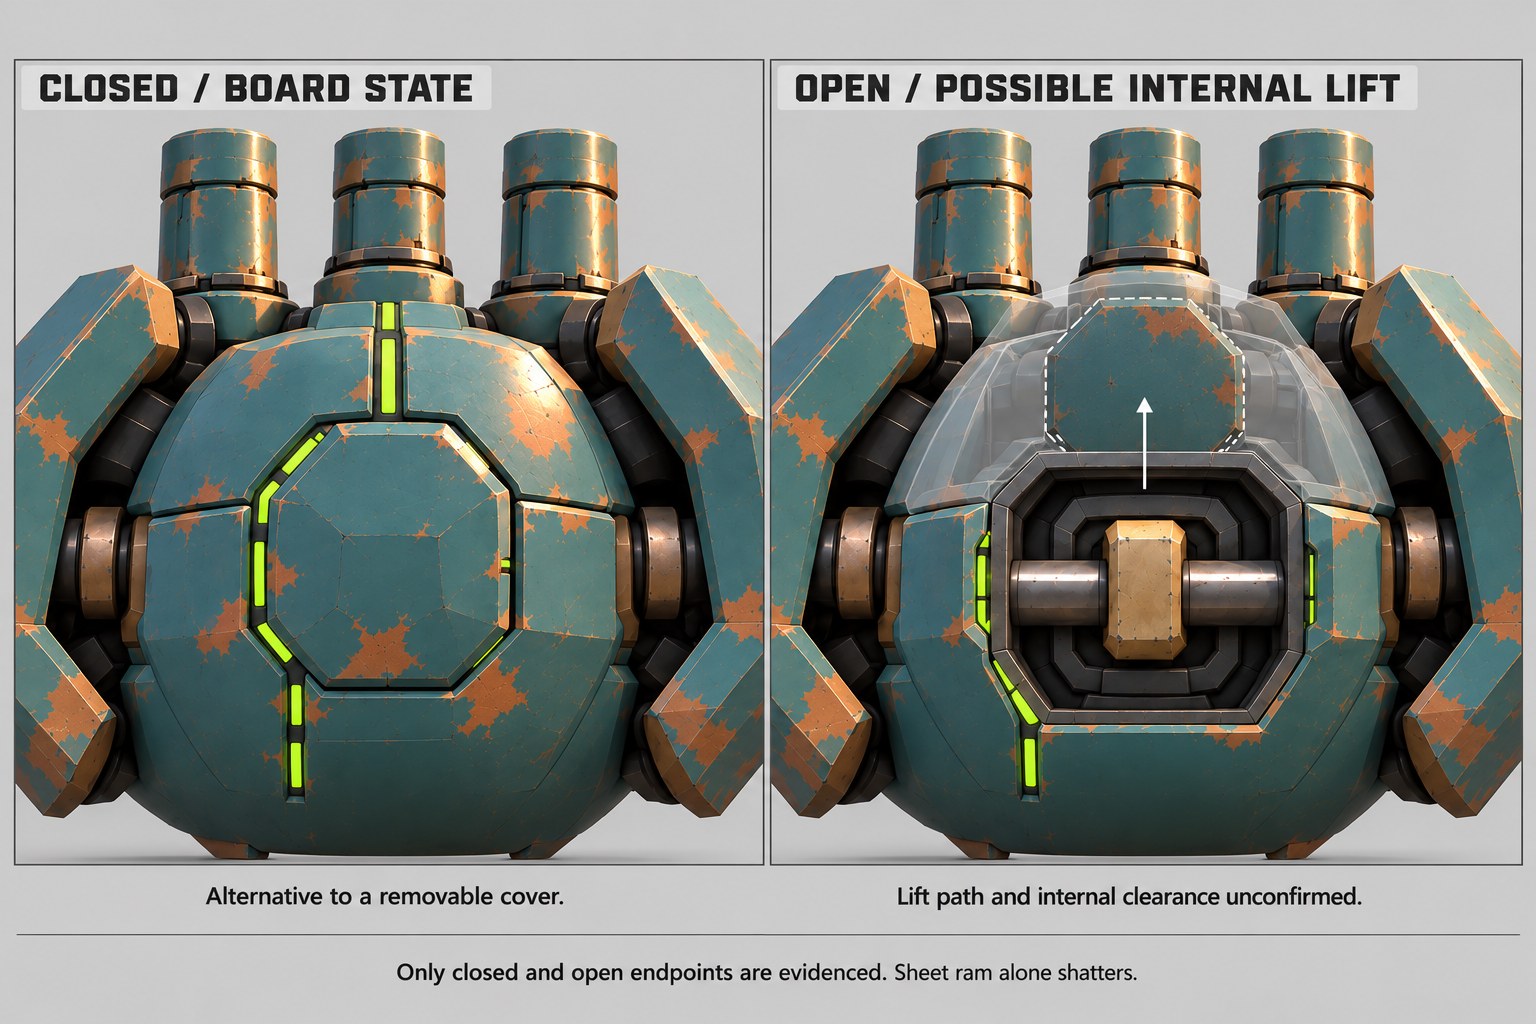 CLOSED / BOARD STATE
OPEN / POSSIBLE INTERNAL LIFT
Alternative to a removable cover.
Lift path and internal clearance unconfirmed.
Only closed and open endpoints are evidenced. Sheet ram alone shatters.